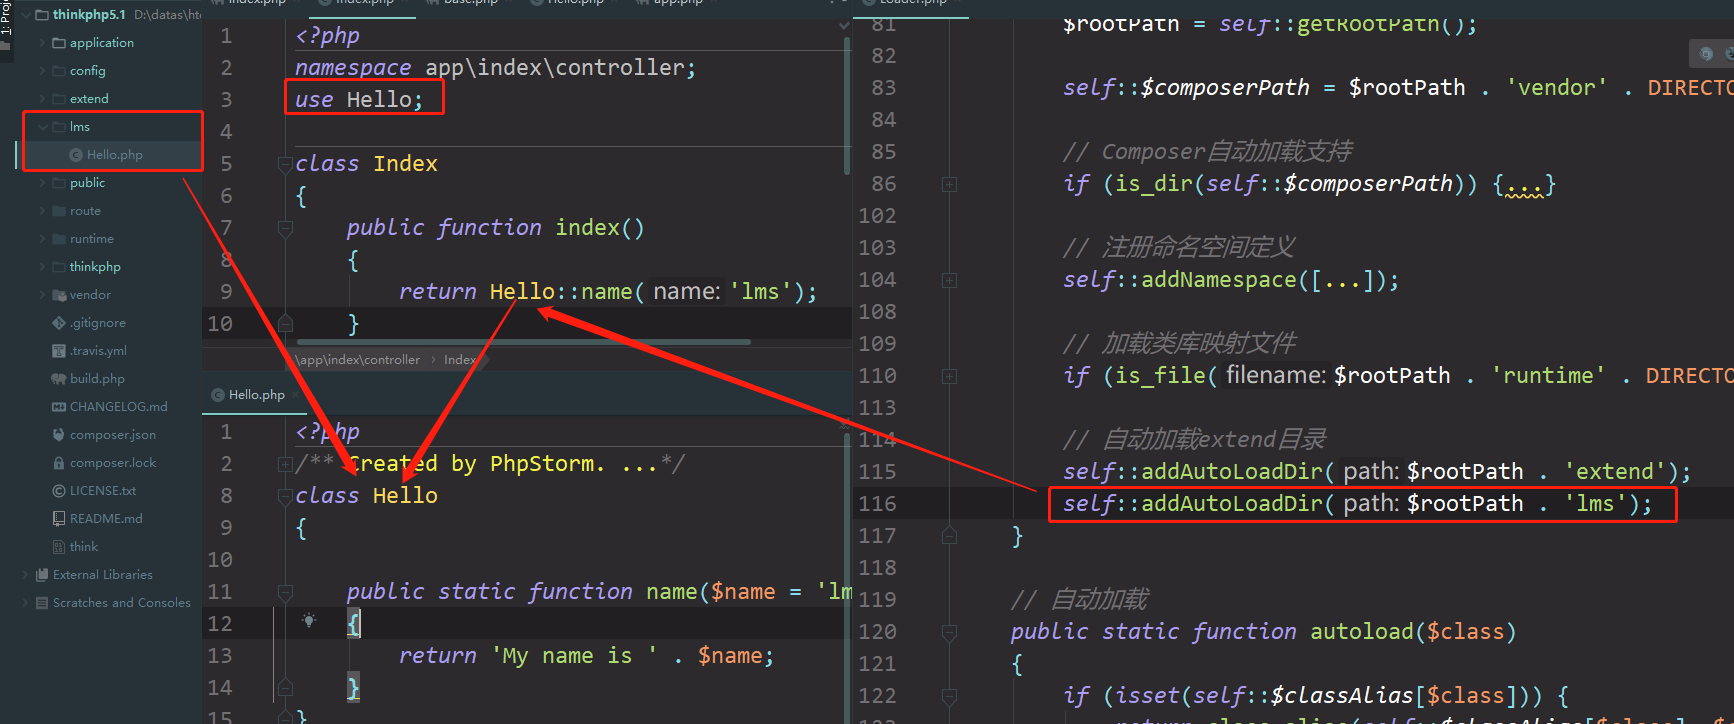 1: Proje
thinkphp5.1 D:\datas\ht
application
config
extend
lms
Hello.php
public
route
runtime
thinkphp
vendor
.gitignore
.travis.yml
build.php
CHANGELOG.md
composer.json
composer.lock
LICENSE.txt
README.md
think
External Libraries
Scratches and Consoles
index.php
Index.php
base.php
Hello.php
app.php
1 <?php
2 namespace app\index\controller;
3 use Hello;
4
5 class Index
6 {
7 public function index()
8 {
9 return Hello::name( name: 'lms');
10 }
\app\index\controller › Index
Hello.php
1 <?php
2 /** Created by PhpStorm. ...*/
8 class Hello
9 {
10
11 public static function name($name = 'lm
12 {
13 return 'My name is ' . $name;
14 }
15 }
Loader.php
81 $rootPath = self::getRootPath();
82
83 self::$composerPath = $rootPath . 'vendor' . DIRECTO
84
85 // Composer自动加载支持
86 if (is_dir(self::$composerPath)) {...}
102
103 // 注册命名空间定义
104 self::addNamespace([...]);
108
109 // 加载类库映射文件
110 if (is_file( filename: $rootPath . 'runtime' . DIRECTO
113
114 // 自动加载extend目录
115 self::addAutoLoadDir( path: $rootPath . 'extend');
116 self::addAutoLoadDir( path: $rootPath . 'lms');
117 }
118
119 // 自动加载
120 public static function autoload($class)
121 {
122 if (isset(self::$classAlias[$class])) {